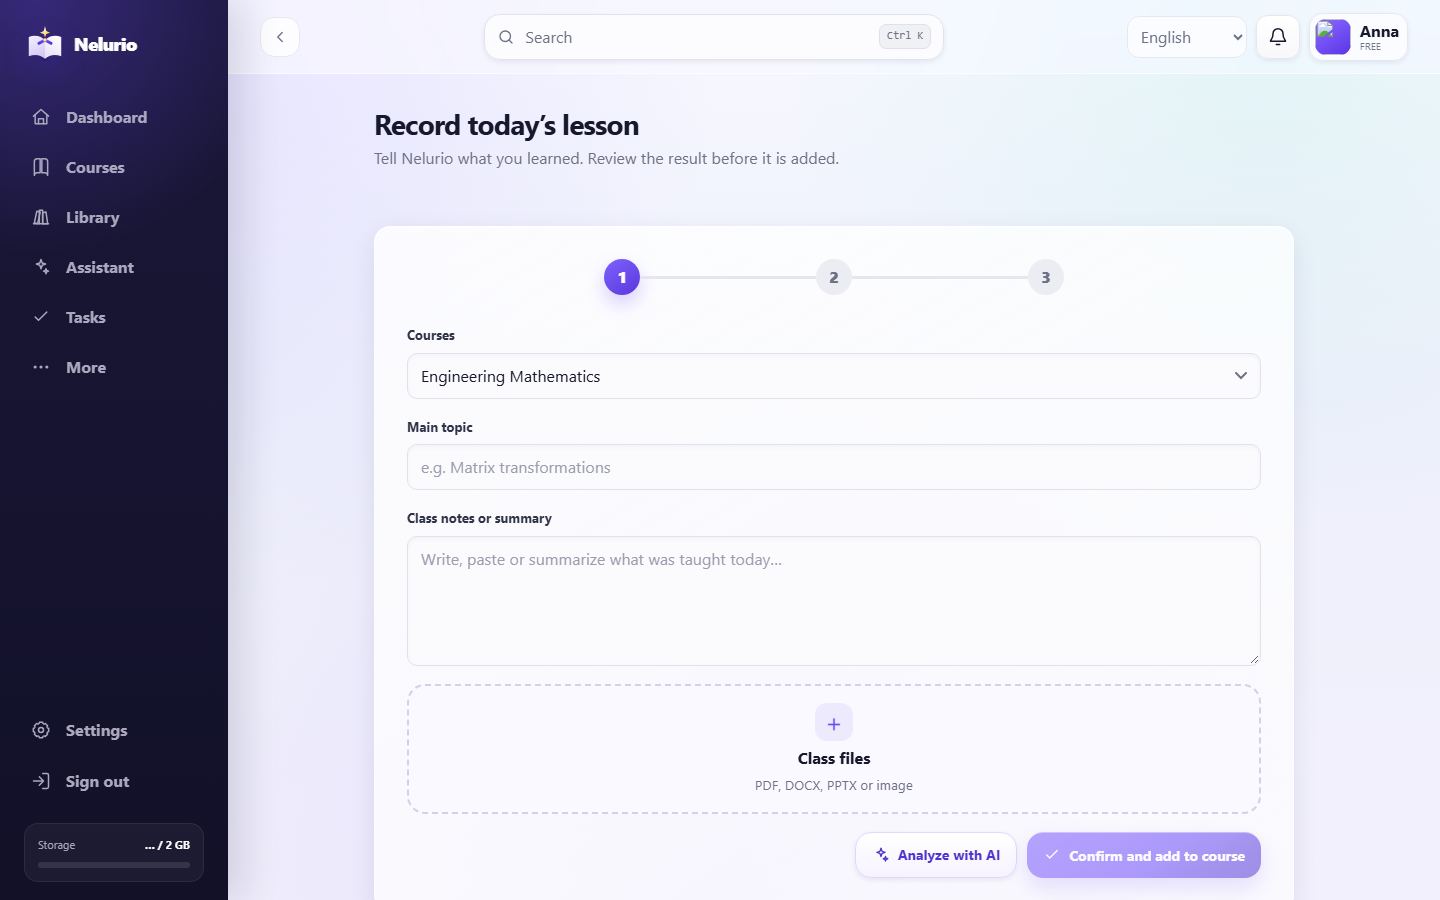 Nelurio
Dashboard
Courses
Library
Assistant
Tasks
More
Settings
Sign out
Storage
... / 2 GB
Search
Ctrl K
English
Anna
FREE
Record today’s lesson
Tell Nelurio what you learned. Review the result before it is added.
1
2
3
Courses
Engineering Mathematics
Main topic
e.g. Matrix transformations
Class notes or summary
Write, paste or summarize what was taught today...
Class files
PDF, DOCX, PPTX or image
Analyze with AI
Confirm and add to course